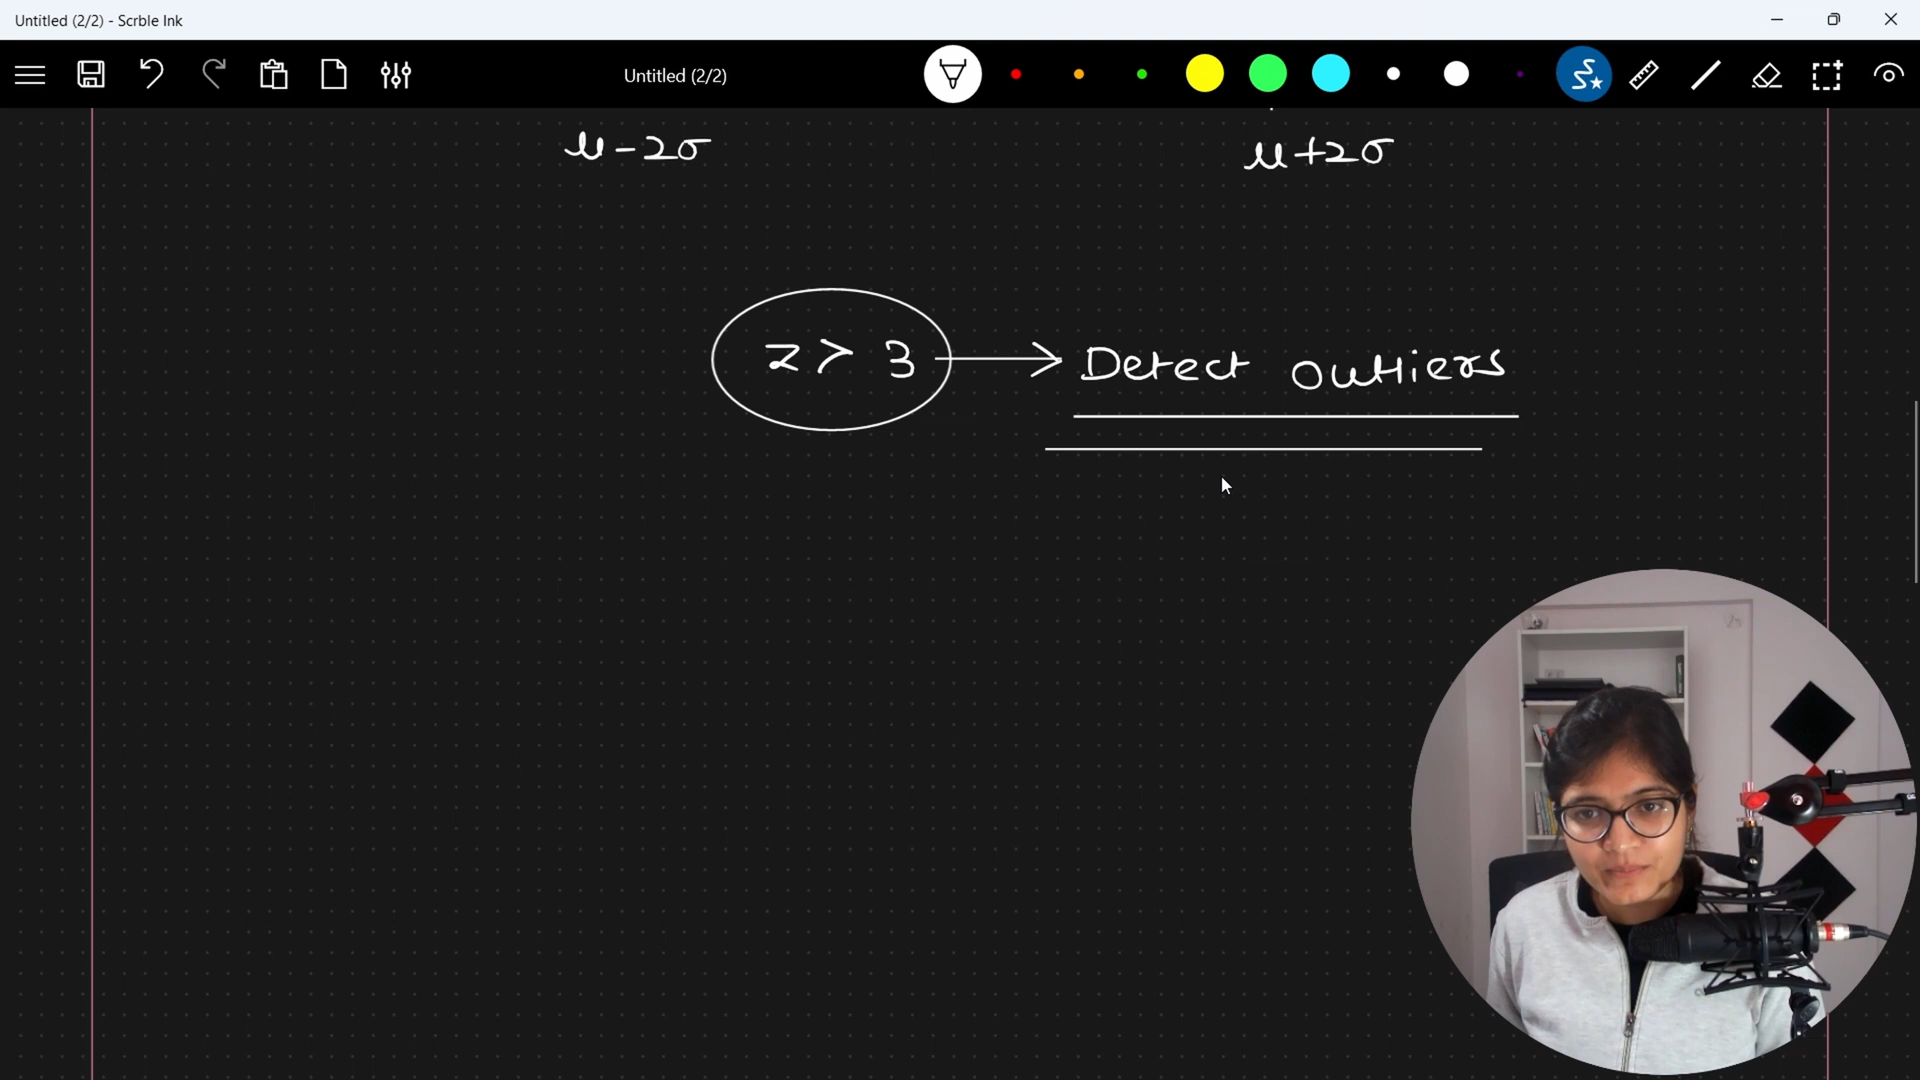 Untitled (2/2) - Scrble Ink
Untitled (2/2)
μ-2σ
μ+2σ
z > 3
Detect outliers